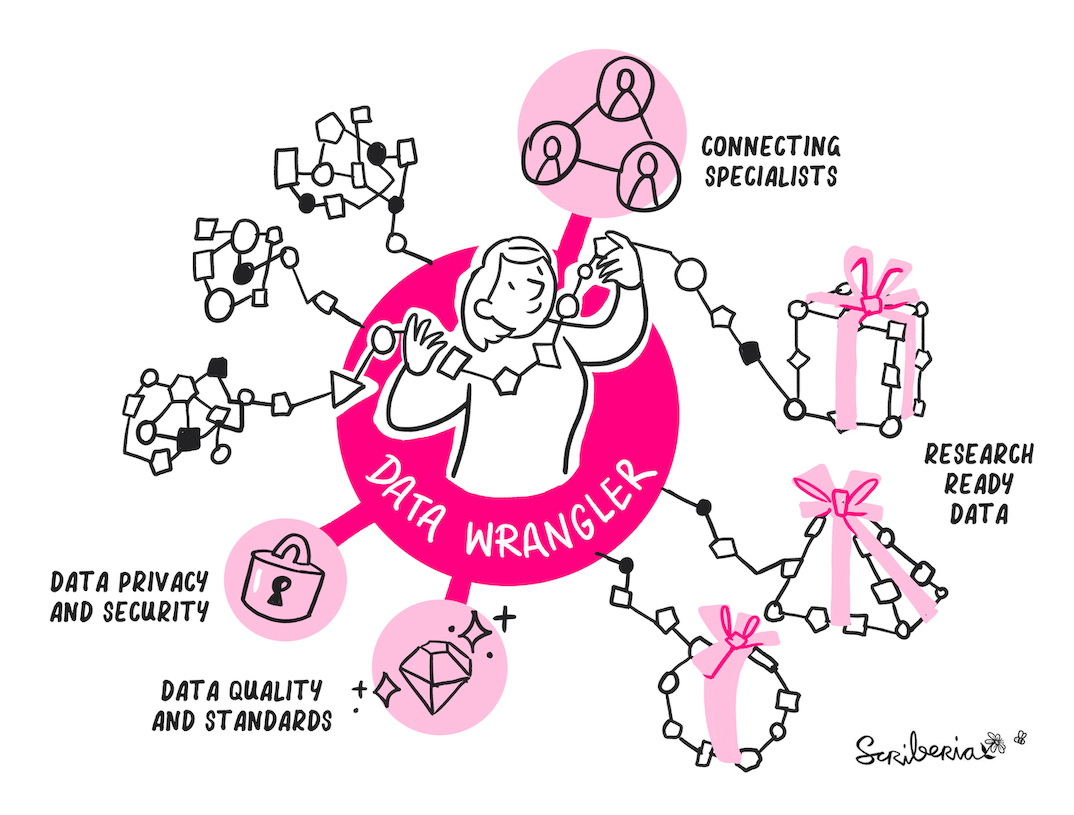 CONNECTING
SPECIALISTS
RESEARCH
READY
DATA
DATA WRANGLER
DATA PRIVACY
AND SECURITY
DATA QUALITY
AND STANDARDS
Scriberia